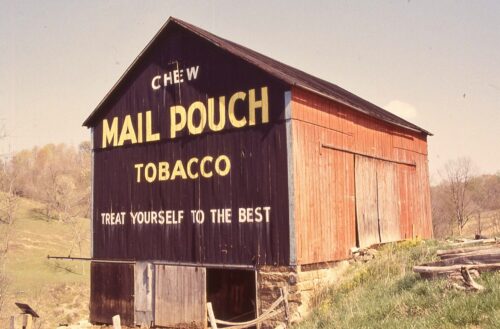 CHEW
MAIL POUCH
TOBACCO
TREAT YOURSELF TO THE BEST